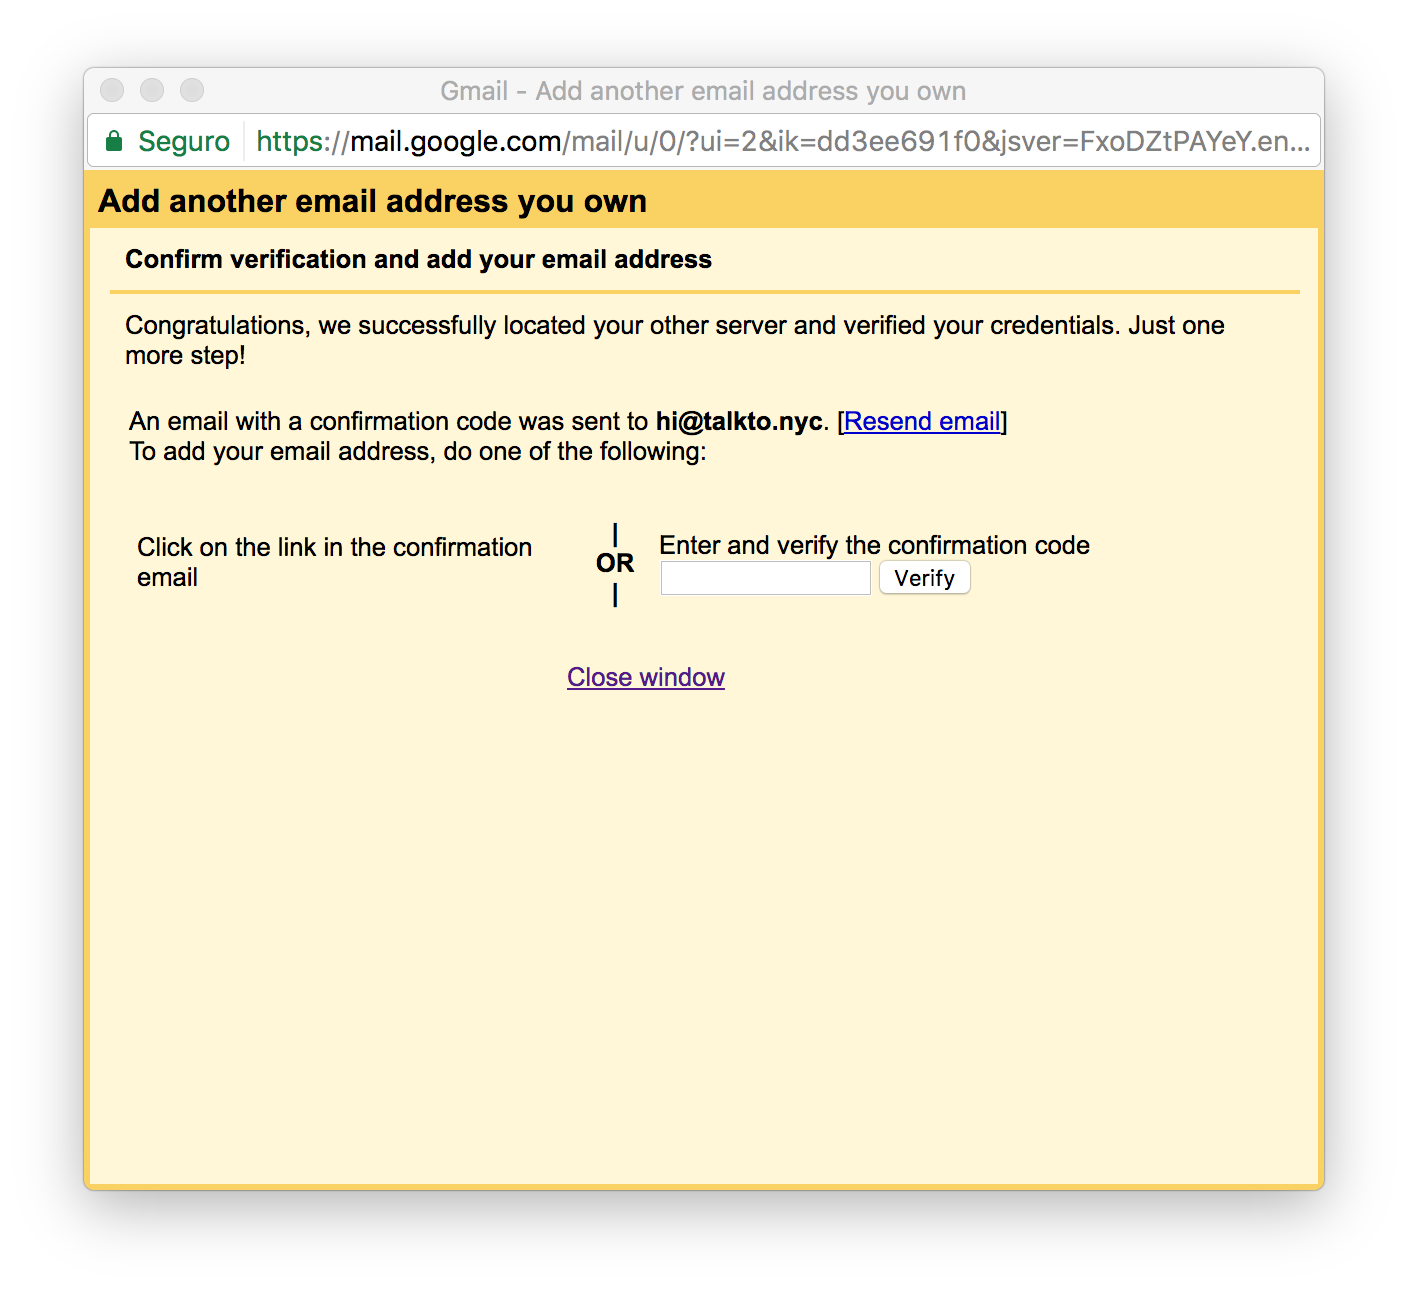 Gmail - Add another email address you own
Seguro https://mail.google.com/mail/u/0/?ui=2&ik=dd3ee691f0&jsver=FxoDZtPAYeY.en...
Add another email address you own
Confirm verification and add your email address
Congratulations, we successfully located your other server and verified your credentials. Just one
more step!
An email with a confirmation code was sent to hi@talkto.nyc. [Resend email]
To add your email address, do one of the following:
Click on the link in the confirmation
email
|
OR
|
Enter and verify the confirmation code
Verify
Close window